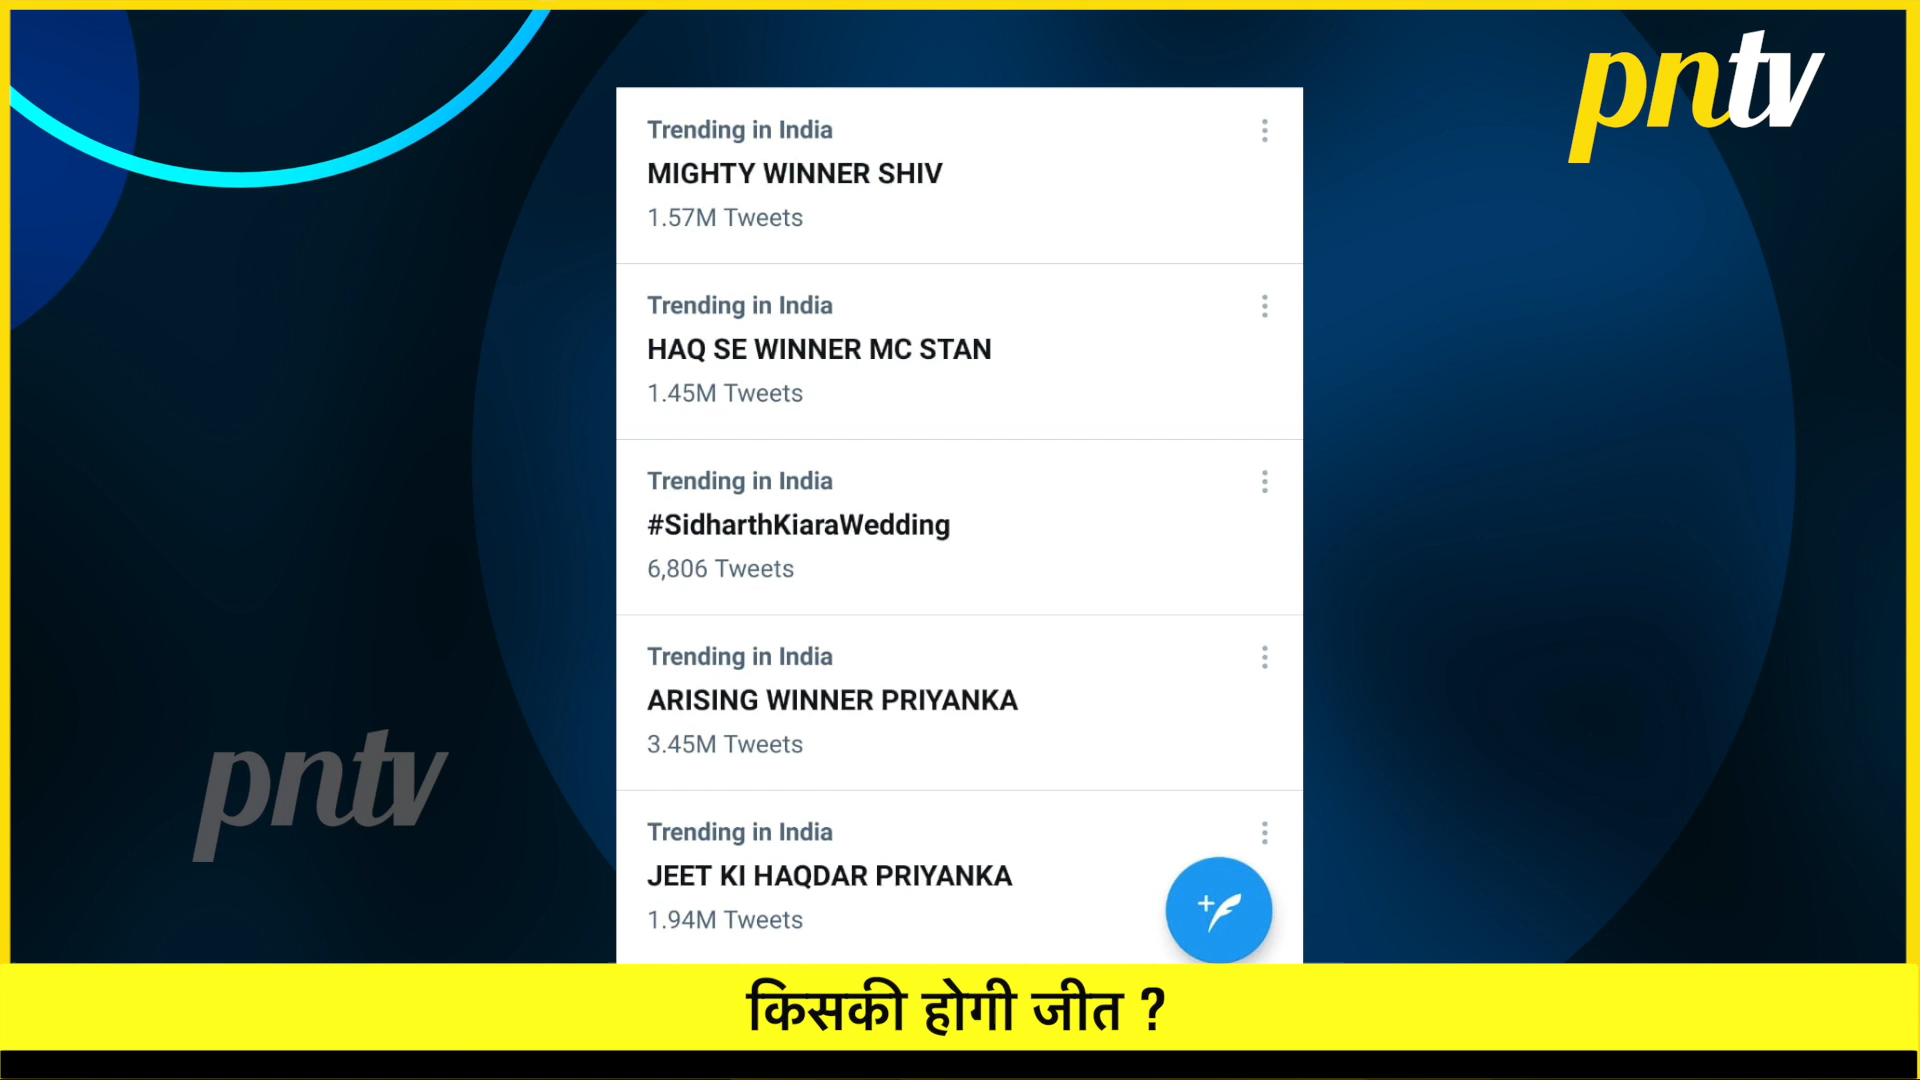 pntv
Trending in India
MIGHTY WINNER SHIV
1.57M Tweets
Trending in India
HAQ SE WINNER MC STAN
1.45M Tweets
Trending in India
#SidharthKiaraWedding
6,806 Tweets
Trending in India
ARISING WINNER PRIYANKA
3.45M Tweets
pntv
Trending in India
JEET KI HAQDAR PRIYANKA
1.94M Tweets
किसकी होगी जीत ?